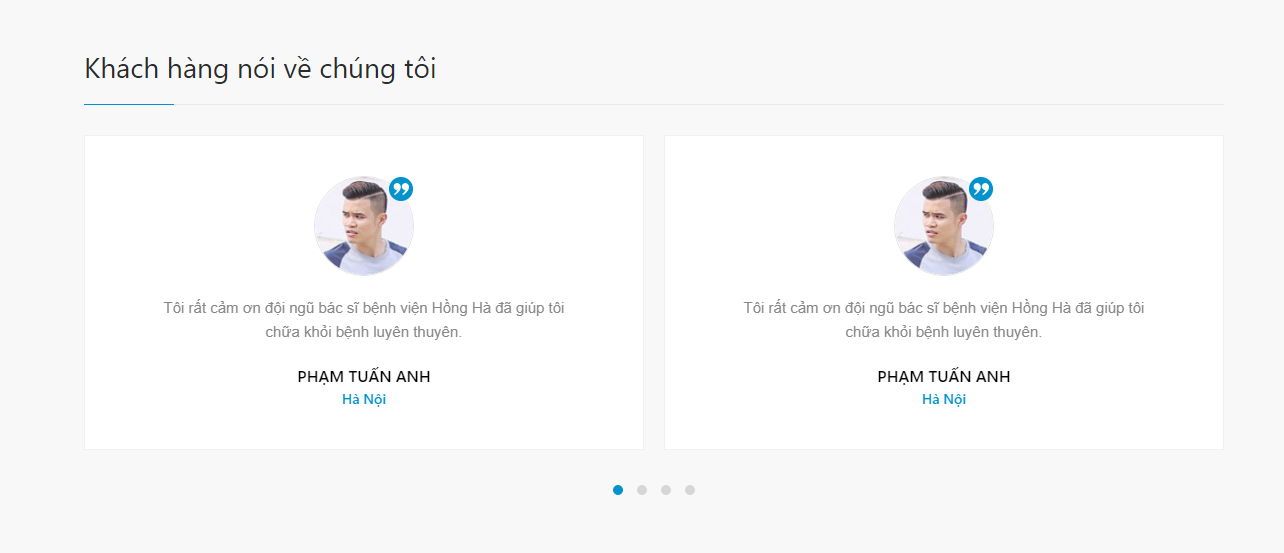 Khách hàng nói về chúng tôi
Tôi rất cảm ơn đội ngũ bác sĩ bệnh viện Hồng Hà đã giúp tôi
chữa khỏi bệnh luyên thuyên.
PHẠM TUẤN ANH
Hà Nội
Tôi rất cảm ơn đội ngũ bác sĩ bệnh viện Hồng Hà đã giúp tôi
chữa khỏi bệnh luyên thuyên.
PHẠM TUẤN ANH
Hà Nội